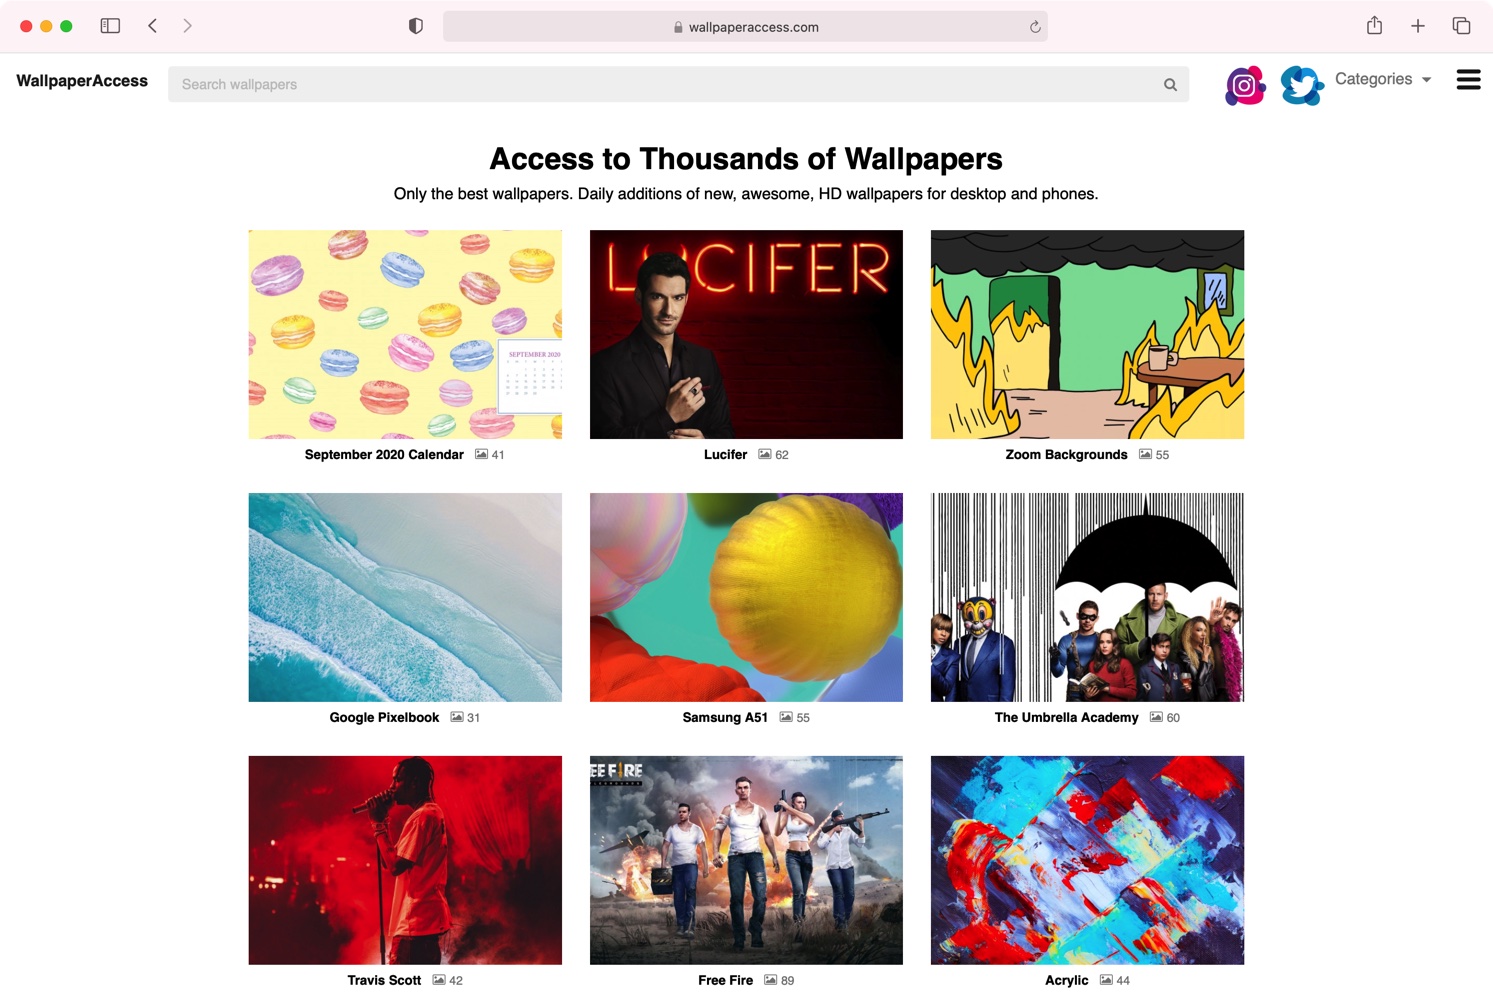 wallpaperaccess.com
WallpaperAccess
Search wallpapers
Categories
Access to Thousands of Wallpapers
Only the best wallpapers. Daily additions of new, awesome, HD wallpapers for desktop and phones.
SEPTEMBER 2020
LUCIFER
September 2020 Calendar 41
Lucifer 62
Zoom Backgrounds 55
Google Pixelbook 31
Samsung A51 55
The Umbrella Academy 60
EE FIRE
Travis Scott 42
Free Fire 89
Acrylic 44